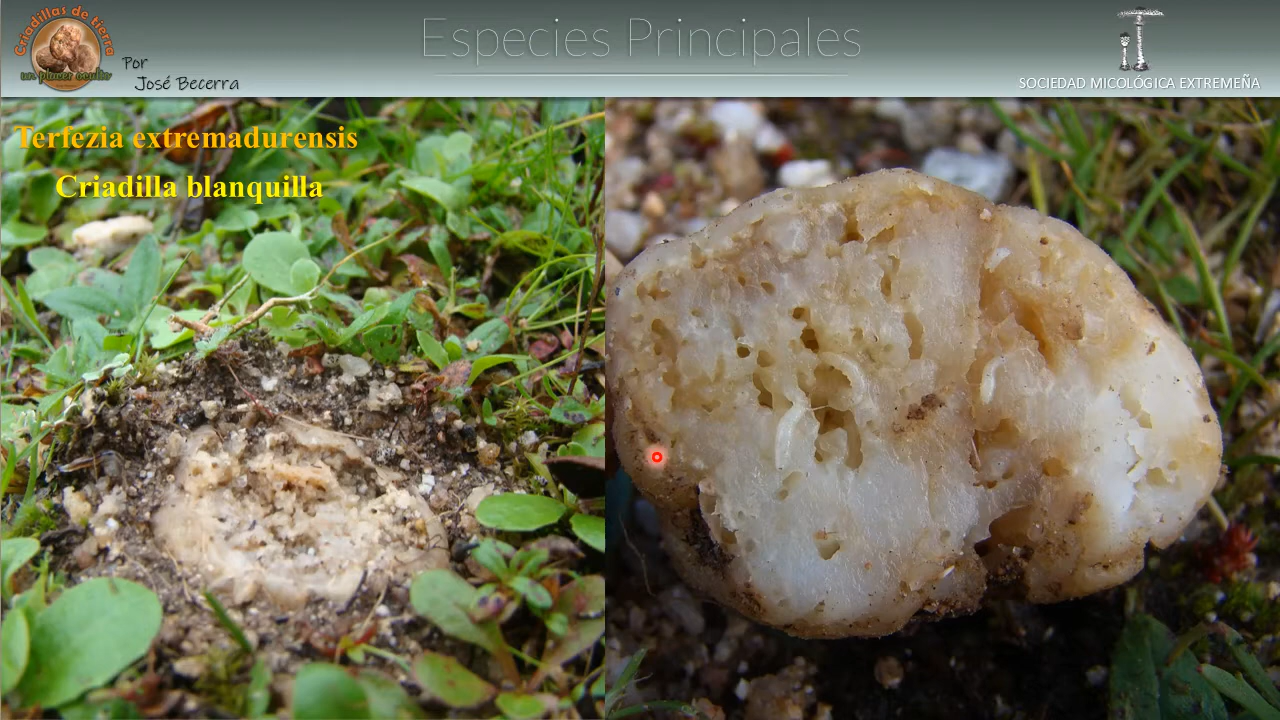 Criadillas de tierra
un placer oculto
Por
José Becerra
Especies Principales
SOCIEDAD MICOLÓGICA EXTREMEÑA
Terfezia extremadurensis
Criadilla blanquilla